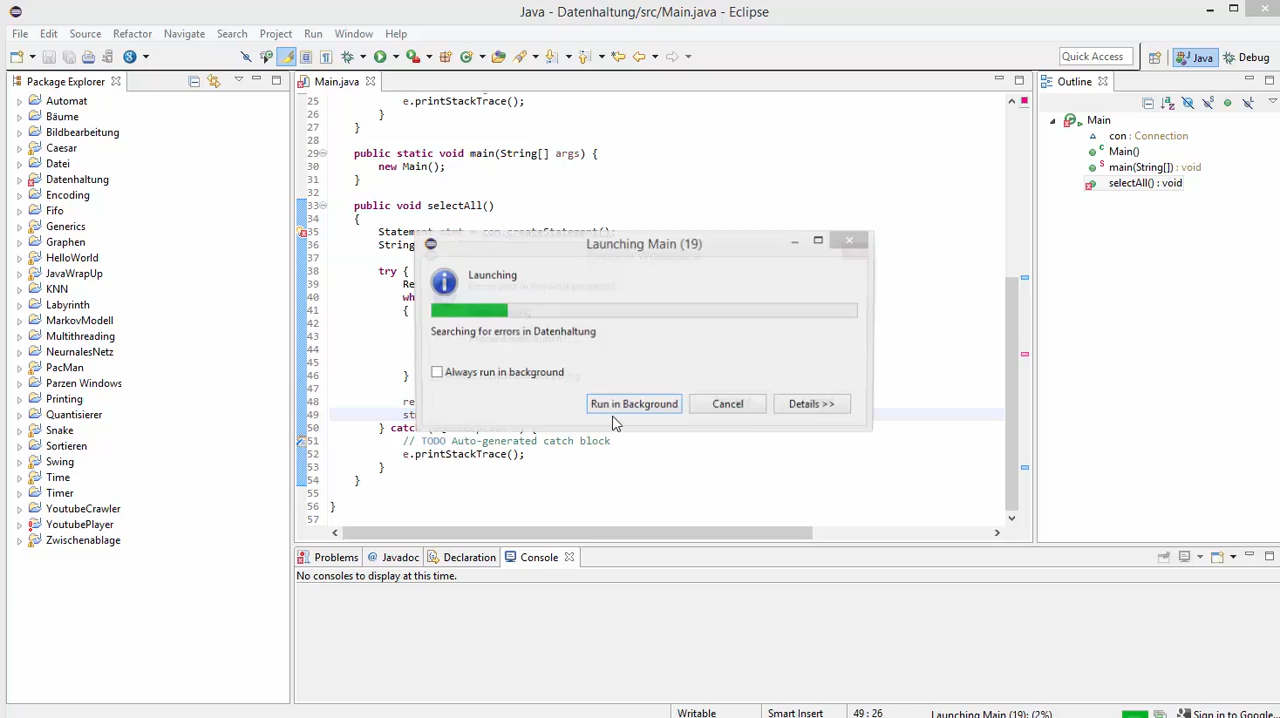 Java - Datenhaltung/src/Main.java - Eclipse
File Edit Source Refactor Navigate Search Project Run Window Help
Quick Access Java Debug
Package Explorer
Automat
Bäume
Bildbearbeitung
Caesar
Datei
Datenhaltung
Encoding
Fifo
Generics
Graphen
HelloWorld
JavaWrapUp
KNN
Labyrinth
MarkovModell
Multithreading
NeurnalesNetz
PacMan
Parzen Windows
Printing
Quantisierer
Snake
Sortieren
Swing
Time
Timer
YoutubeCrawler
YoutubePlayer
Zwischenablage
Main.java
25 e.printStackTrace();
26 }
27 }
28
29 public static void main(String[] args) {
30 new Main();
31 }
32
33 public void selectAll()
34 {
35 Statement stmt = con.createStatement();
36 String
37
38 try {
39 Re
40 wh
41 {
42
43
44
45
46 }
47
48 re
49 st
50 } catc
51 // TODO Auto-generated catch block
52 e.printStackTrace();
53 }
54 }
55
56 }
57
Launching Main (19)
Launching
Searching for errors in Datenhaltung
Always run in background
Run in Background Cancel Details >>
Outline
Main
con : Connection
Main()
main(String[]) : void
selectAll() : void
Problems Javadoc Declaration Console
No consoles to display at this time.
Writable Smart Insert 49 : 26 Launching Main (19): (2%) Sign in to Google...